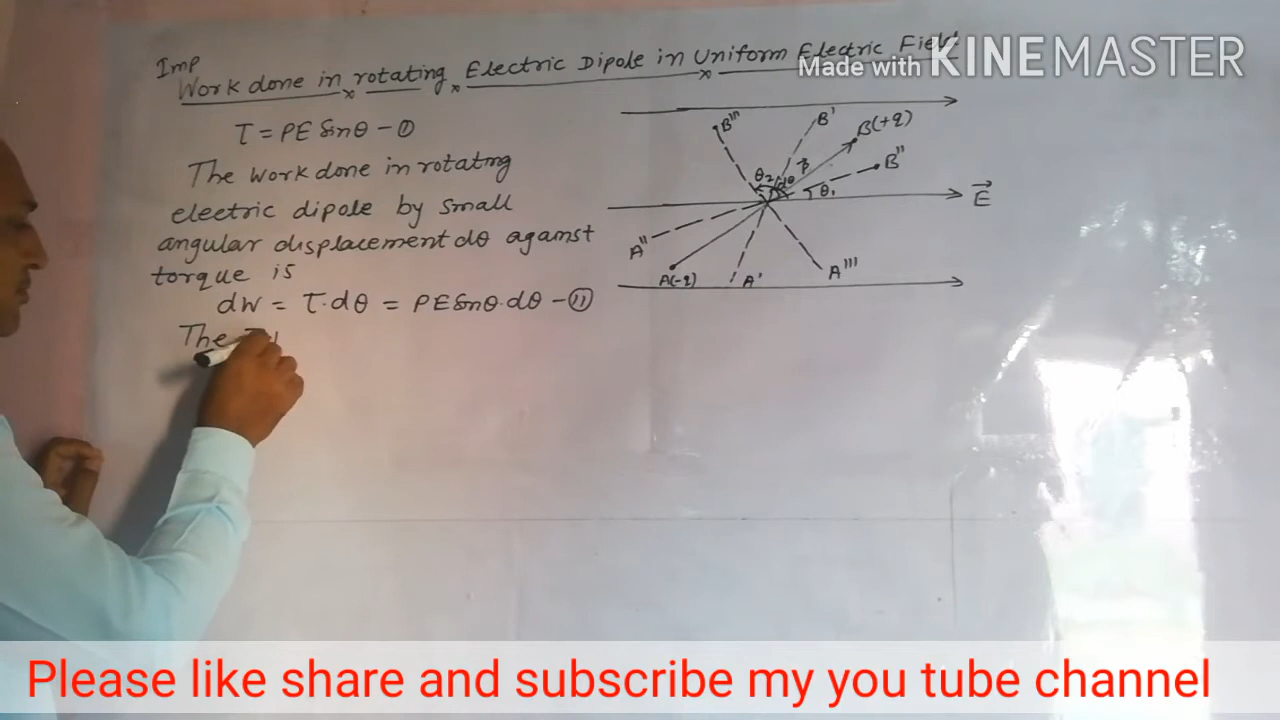 Imp
Work done in rotating Electric Dipole in Uniform Electric Field
Made with KINEMASTER
τ = PE Sinθ - ①
The work done in rotating
electric dipole by small
angular displacement dθ against
torque is
dW = τ·dθ = PE Sinθ·dθ - ⑪
The
B'''
B'
B(+q)
B''
θ₂
dθ
P
θ₁
E
A''
A(-q)
A'
A'''
Please like share and subscribe my you tube channel